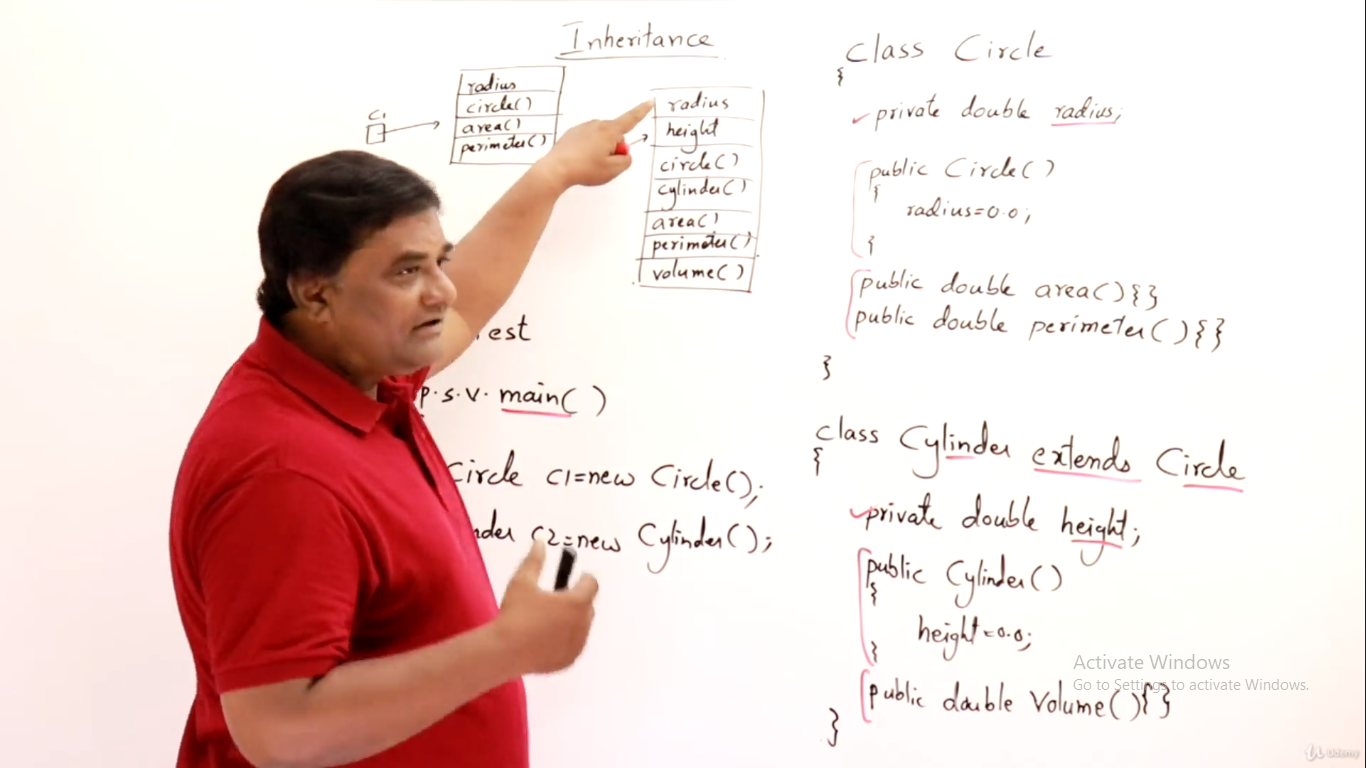 Inheritance
C1
radius
circle()
area()
perimeter()
radius
height
circle()
cylinder()
area()
perimeter()
volume()
est
p.s.v. main( )
Circle C1=new Circle();
nder C2=new Cylinder();
class Circle
{
private double radius;
public Circle()
{
radius=0.0;
}
public double area(){}
public double perimeter(){}
}
class Cylinder extends Circle
{
private double height;
public Cylinder()
{
height=0.0;
}
public double Volume(){}
}
Activate Windows
Go to Settings to activate Windows.
Udemy